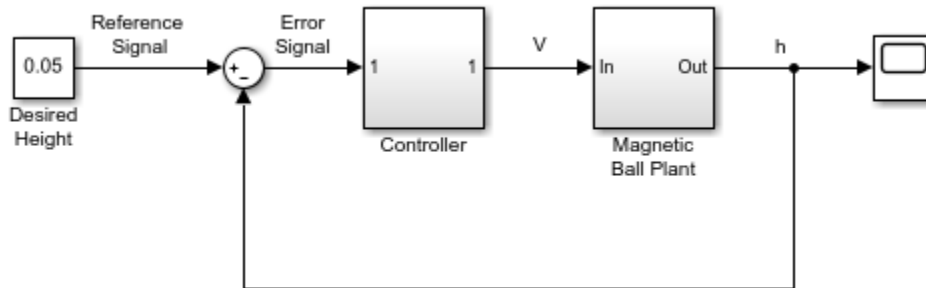 Reference
Signal
Error
Signal
V
h
0.05
+
-
1
1
In
Out
Desired
Height
Controller
Magnetic
Ball Plant